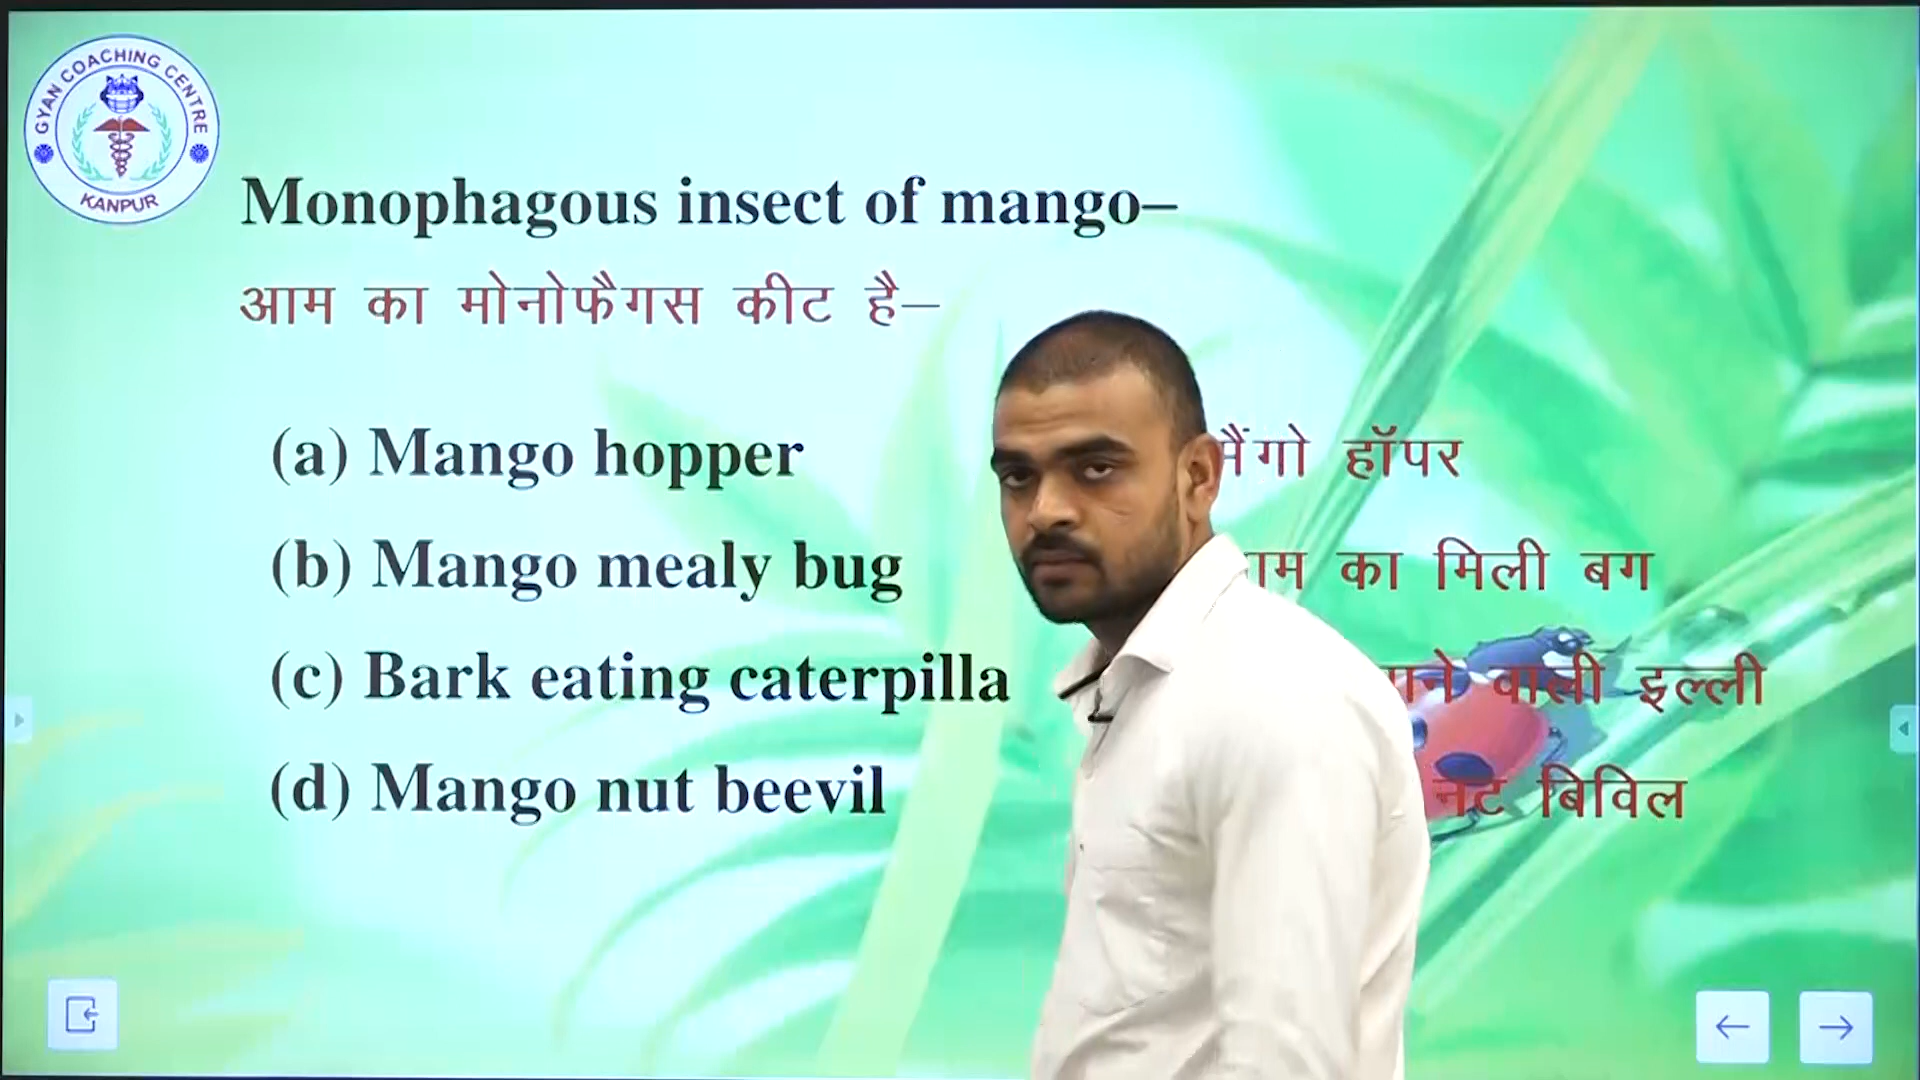 GYAN COACHING CENTRE
KANPUR
Monophagous insect of mango–
आम का मोनोफैगस कीट है–
(a) Mango hopper मैंगो हॉपर
(b) Mango mealy bug का मिली बग
(c) Bark eating caterpilla वाली इल्ली
(d) Mango nut beevil नट बिविल